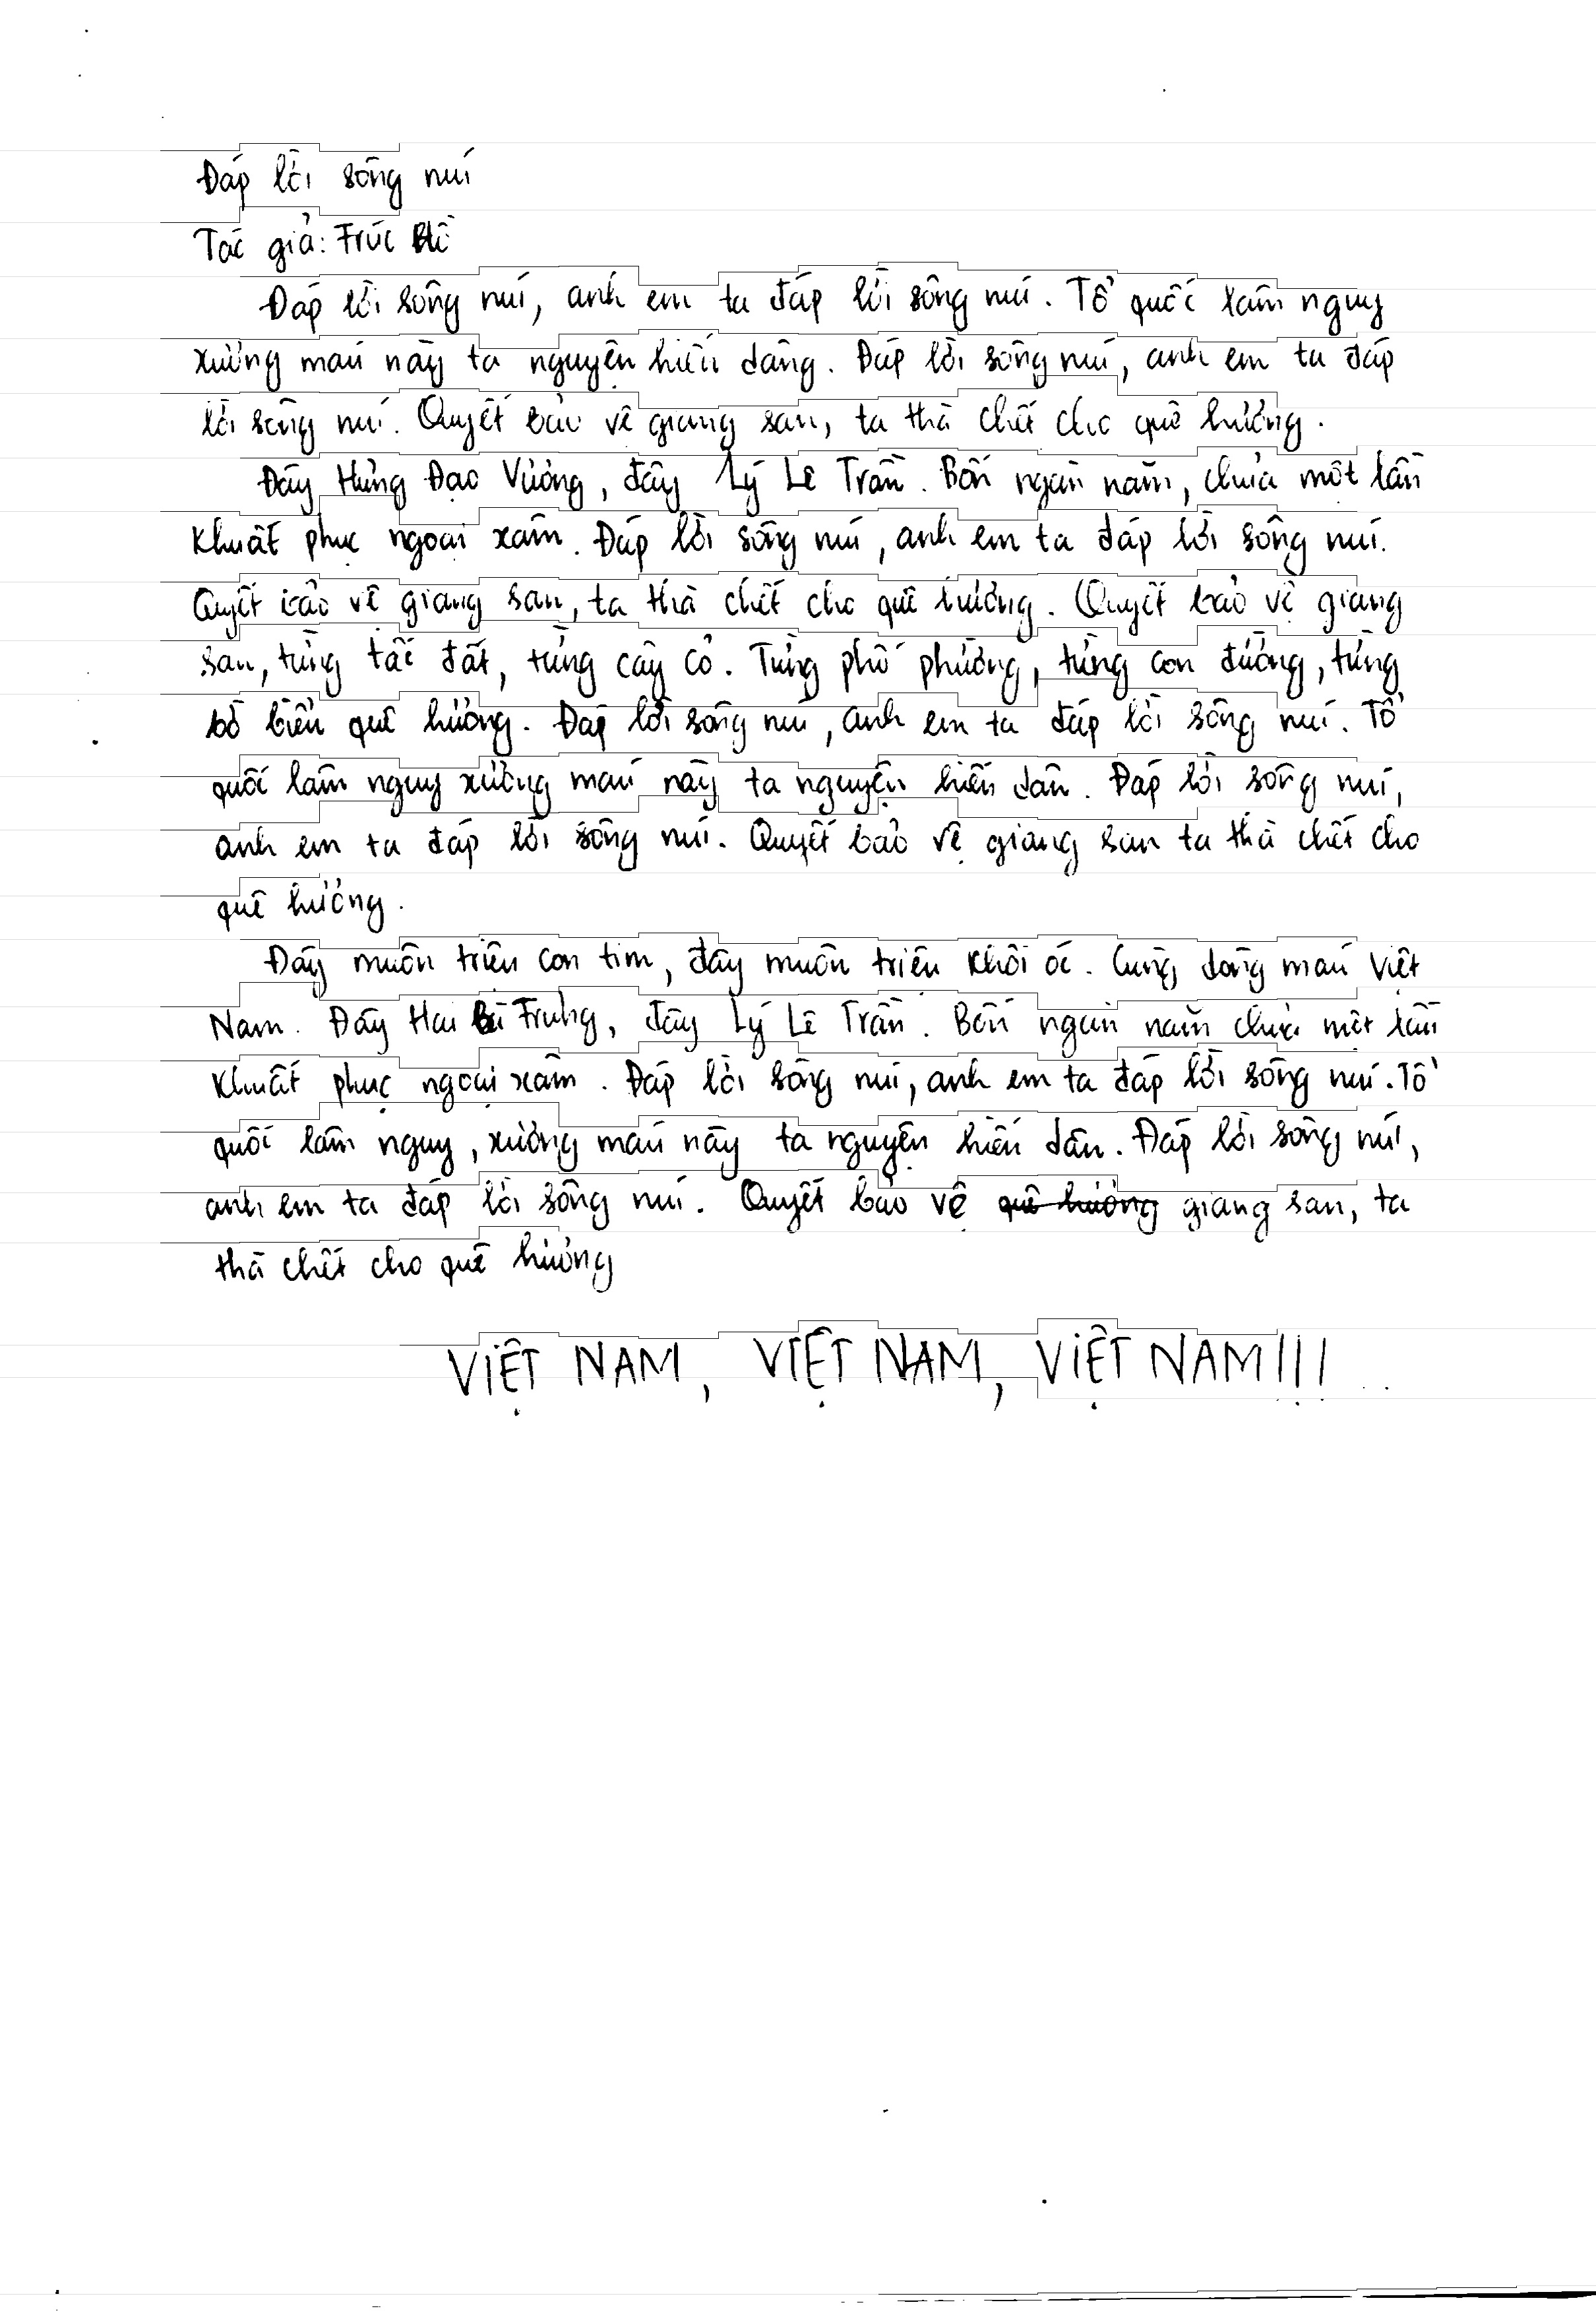 Đáp lời sông núi
Tác giả: Trúc Hồ
Đáp lời sông núi, anh em ta đáp lời sông núi. Tổ quốc lâm nguy
xương máu này ta nguyện hiến dâng. Đáp lời sông núi, anh em ta đáp
lời sông núi. Quyết bảo vệ giang san, ta thà chết cho quê hương.
Đây Hưng Đạo Vương, đây Lý Lê Trần. Bốn ngàn năm, chưa một lần
khuất phục ngoại xâm. Đáp lời sông núi, anh em ta đáp lời sông núi.
Quyết bảo vệ giang san, ta thà chết cho quê hương. Quyết bảo vệ giang
san, từng tấc đất, từng cây cỏ. Từng phố phường, từng con đường, từng
bờ biển quê hương. Đáp lời sông núi, anh em ta đáp lời sông núi. Tổ
quốc lâm nguy xương máu này ta nguyện hiến dân. Đáp lời sông núi,
anh em ta đáp lời sông núi. Quyết bảo vệ giang san ta thà chết cho
quê hương.
Đây muôn triệu con tim, đây muôn triệu khối óc. Cùng dòng máu Việt
Nam. Đây Hai Bà Trưng, đây Lý Lê Trần. Bốn ngàn năm chưa một lần
khuất phục ngoại xâm. Đáp lời sông núi, anh em ta đáp lời sông núi. Tổ
quốc lâm nguy, xương máu này ta nguyện hiến dân. Đáp lời sông núi,
anh em ta đáp lời sông núi. Quyết bảo vệ quê hương giang san, ta
thà chết cho quê hương
VIỆT NAM, VIỆT NAM, VIỆT NAM!!!